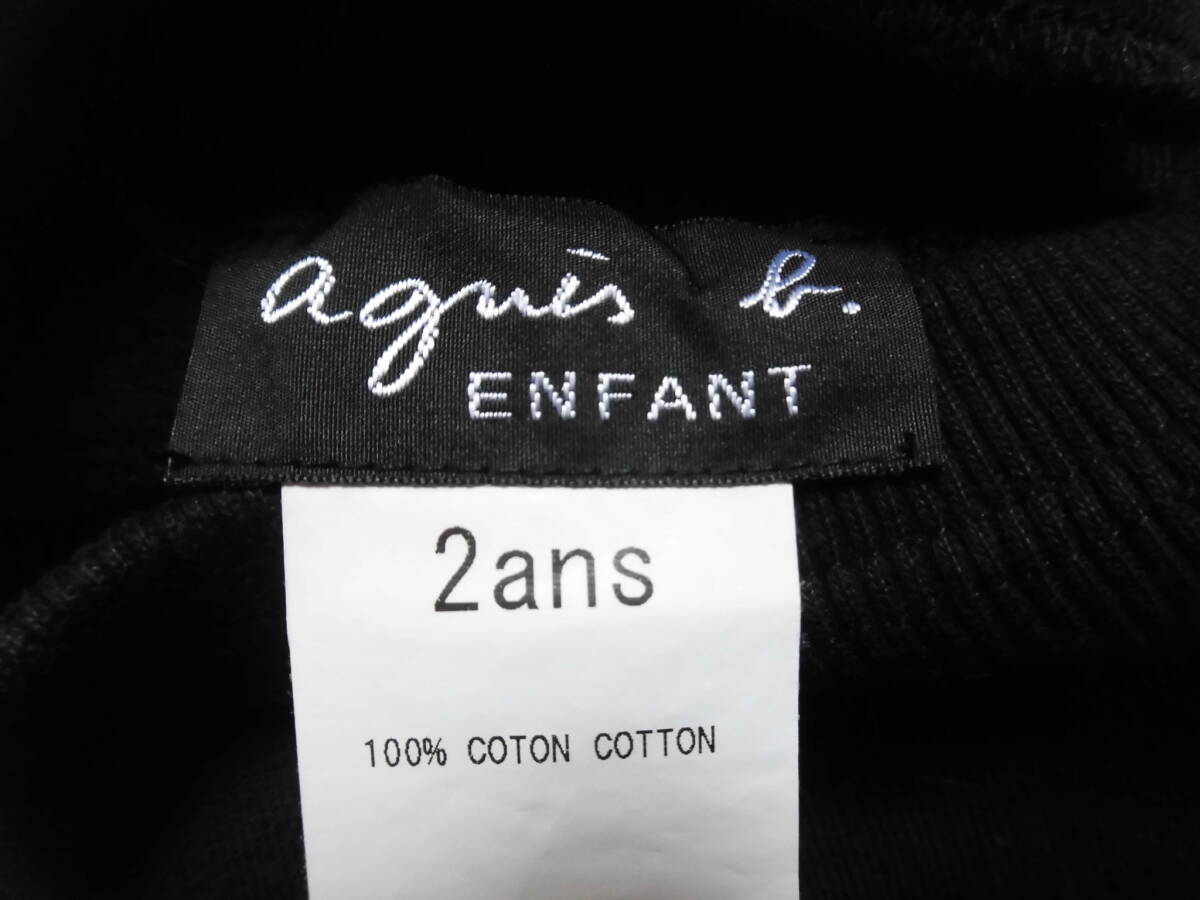 agnès b.
ENFANT
2ans
100% COTON COTTON